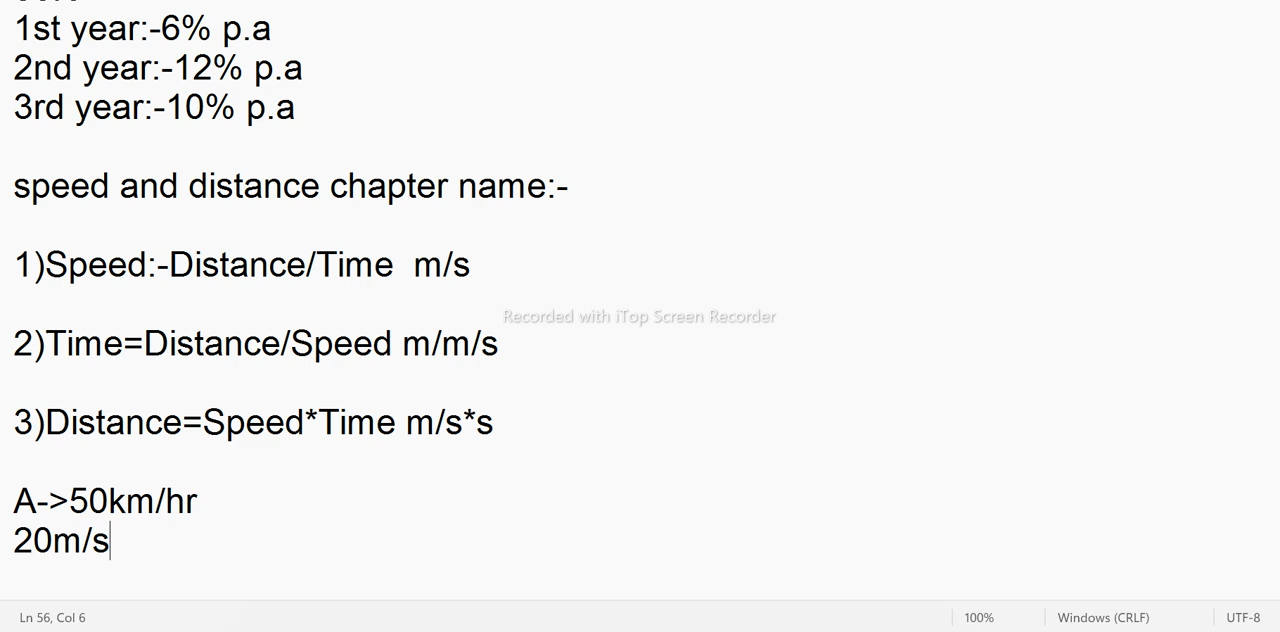 1st year:-6% p.a
2nd year:-12% p.a
3rd year:-10% p.a
speed and distance chapter name:-
1)Speed:-Distance/Time  m/s
Recorded with iTop Screen Recorder
2)Time=Distance/Speed m/m/s
3)Distance=Speed*Time m/s*s
A->50km/hr
20m/s
Ln 56, Col 6
100%
Windows (CRLF)
UTF-8